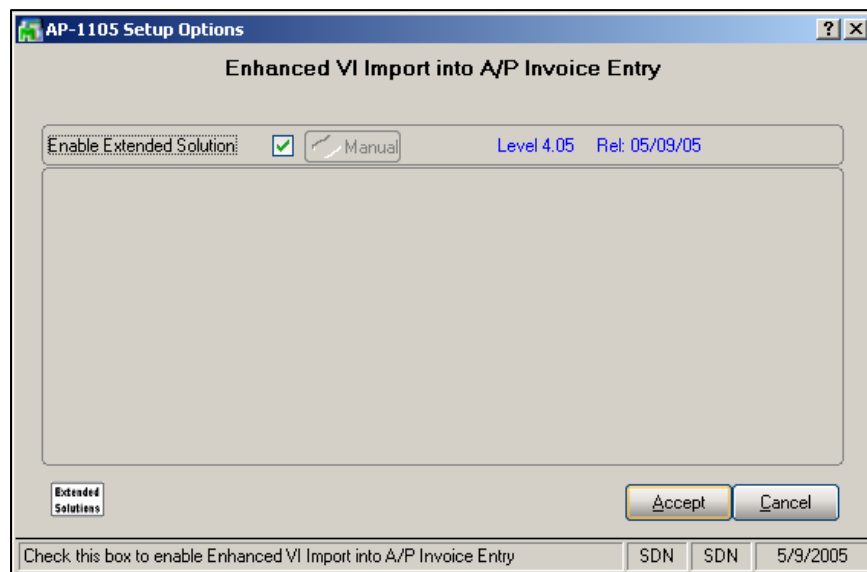 AP-1105 Setup Options
Enhanced VI Import into A/P Invoice Entry
Enable Extended Solution Manual Level 4.05 Rel: 05/09/05
Extended
Solutions
Accept Cancel
Check this box to enable Enhanced VI Import into A/P Invoice Entry SDN SDN 5/9/2005